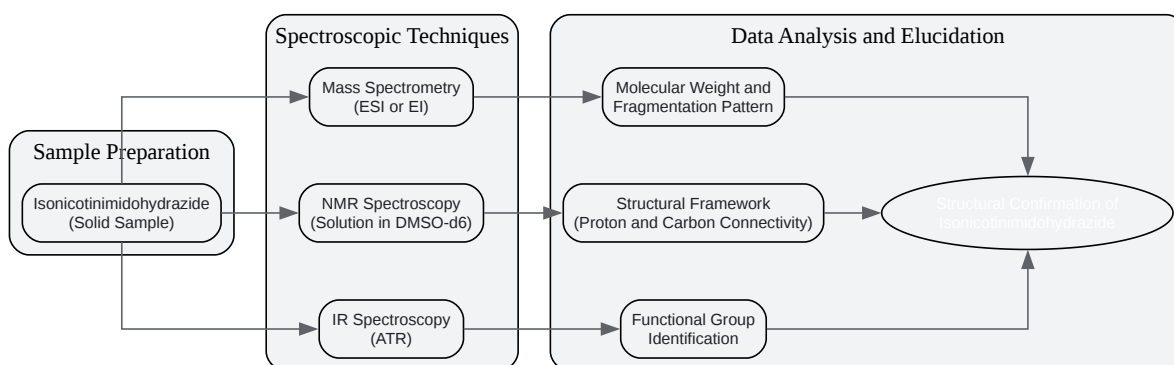 Sample Preparation
Isonicotinimidohydrazide
(Solid Sample)
Spectroscopic Techniques
Mass Spectrometry
(ESI or EI)
NMR Spectroscopy
(Solution in DMSO-d6)
IR Spectroscopy
(ATR)
Data Analysis and Elucidation
Molecular Weight and
Fragmentation Pattern
Structural Framework
(Proton and Carbon Connectivity)
Functional Group
Identification
Structural Confirmation of
Isonicotinimidohydrazide